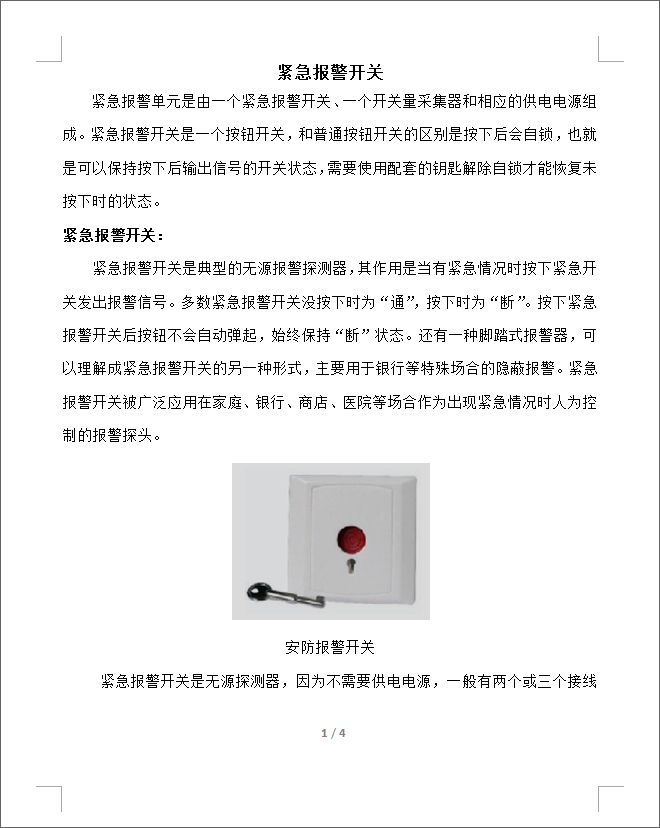 紧急报警开关
紧急报警单元是由一个紧急报警开关、一个开关量采集器和相应的供电电源组
成。紧急报警开关是一个按钮开关，和普通按钮开关的区别是按下后会自锁，也就
是可以保持按下后输出信号的开关状态，需要使用配套的钥匙解除自锁才能恢复未
按下时的状态。
紧急报警开关：
紧急报警开关是典型的无源报警探测器，其作用是当有紧急情况时按下紧急开
关发出报警信号。多数紧急报警开关没按下时为“通”，按下时为“断”。按下紧急
报警开关后按钮不会自动弹起，始终保持“断”状态。还有一种脚踏式报警器，可
以理解成紧急报警开关的另一种形式，主要用于银行等特殊场合的隐蔽报警。紧急
报警开关被广泛应用在家庭、银行、商店、医院等场合作为出现紧急情况时人为控
制的报警探头。
安防报警开关
紧急报警开关是无源探测器，因为不需要供电电源，一般有两个或三个接线
1 / 4